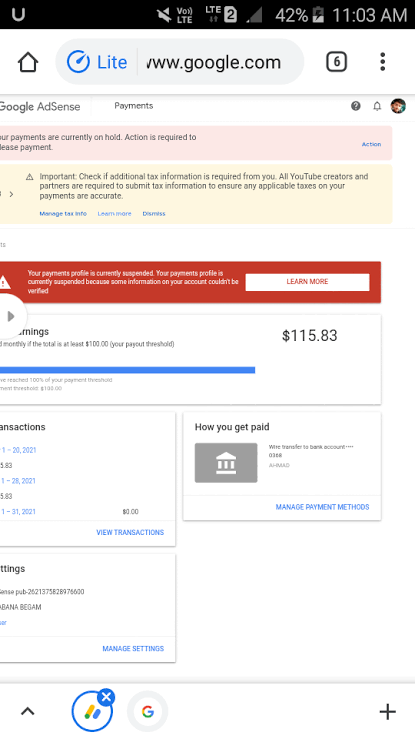 LTE 2 42% 11:03 AM
Lite www.google.com 6
Google AdSense Payments
our payments are currently on hold. Action is required to
lease payment.
Action
Important: Check if additional tax information is required from you. All YouTube creators and
partners are required to submit tax information to ensure any applicable taxes on your
payments are accurate.
Manage tax info Learn more Dismiss
ts
Your payments profile is currently suspended. Your payments profile is
currently suspended because some information on your account couldn't be
verified
LEARN MORE
rnings
$115.83
d monthly if the total is at least $100.00 (your payout threshold)
ve reached 100% of your payment threshold
ment threshold: $100.00
ansactions
1 – 20, 2021
5.83
1 – 28, 2021
5.83
1 – 31, 2021 $0.00
VIEW TRANSACTIONS
How you get paid
Wire transfer to bank account ····
0368
AHMAD
MANAGE PAYMENT METHODS
ttings
ense pub-2621375828976600
ABANA BEGAM
MANAGE SETTINGS